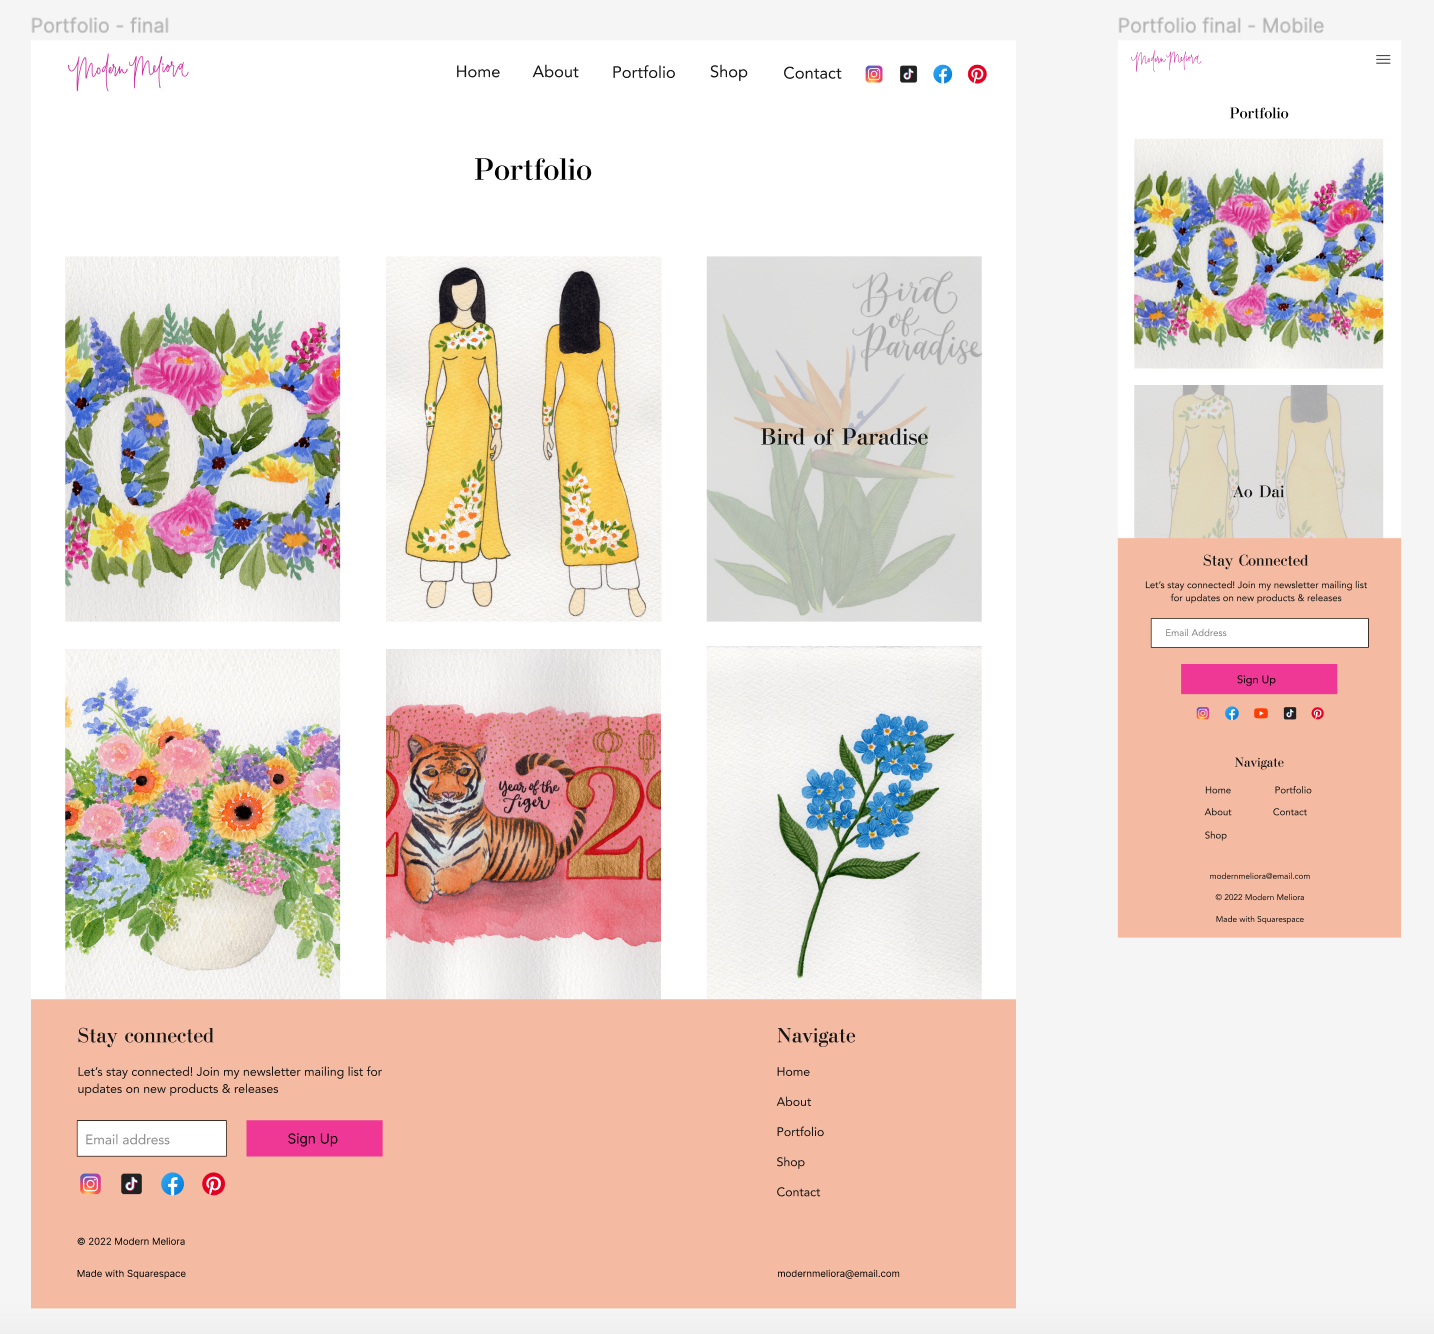 Portfolio - final
Modern Meliora
Home About Portfolio Shop Contact
Portfolio
02
Bird
of
Paradise
Bird of Paradise
2
Year of the
Tiger
22
Stay connected
Let's stay connected! Join my newsletter mailing list for
updates on new products & releases
Email address
Sign Up
© 2022 Modern Meliora
Made with Squarespace
Navigate
Home
About
Portfolio
Shop
Contact
modernmeliora@email.com
Portfolio final - Mobile
Modern Meliora
Portfolio
2022
Ao Dai
Stay Connected
Let's stay connected! Join my newsletter mailing list
for updates on new products & releases
Email Address
Sign Up
Navigate
Home Portfolio
About Contact
Shop
modernmeliora@email.com
© 2022 Modern Meliora
Made with Squarespace